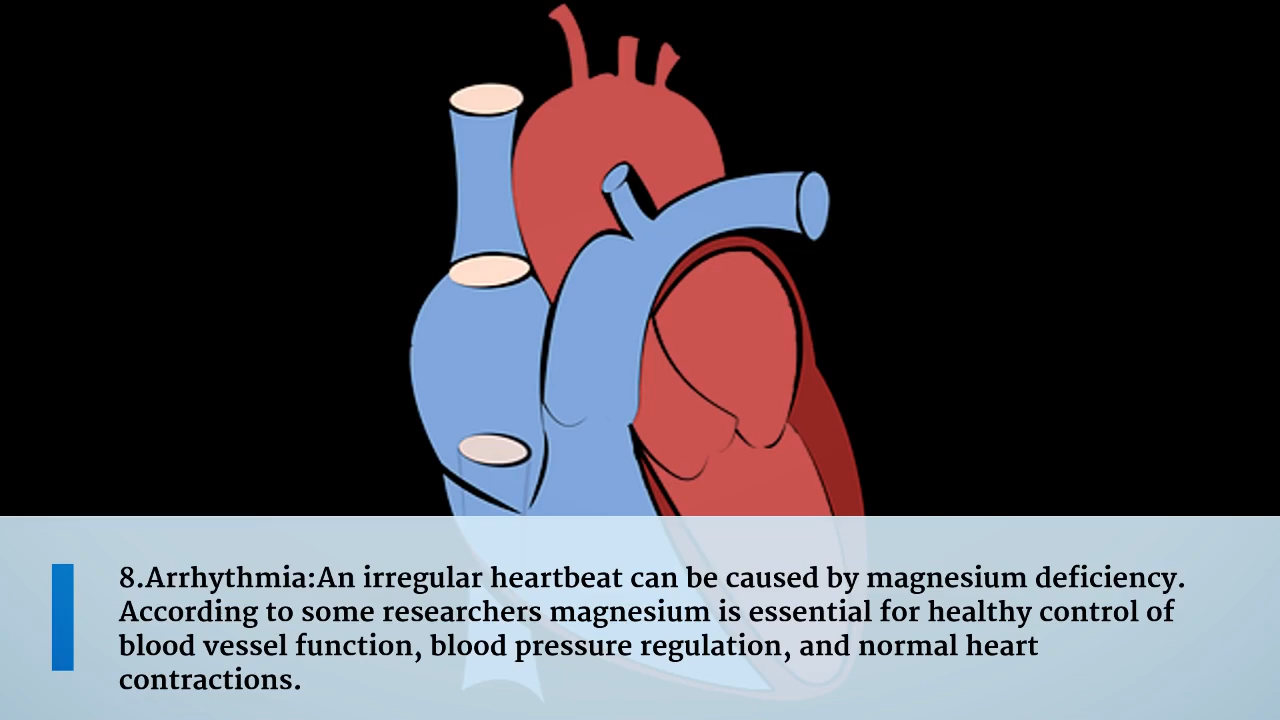 8.Arrhythmia:An irregular heartbeat can be caused by magnesium deficiency.
According to some researchers magnesium is essential for healthy control of
blood vessel function, blood pressure regulation, and normal heart
contractions.